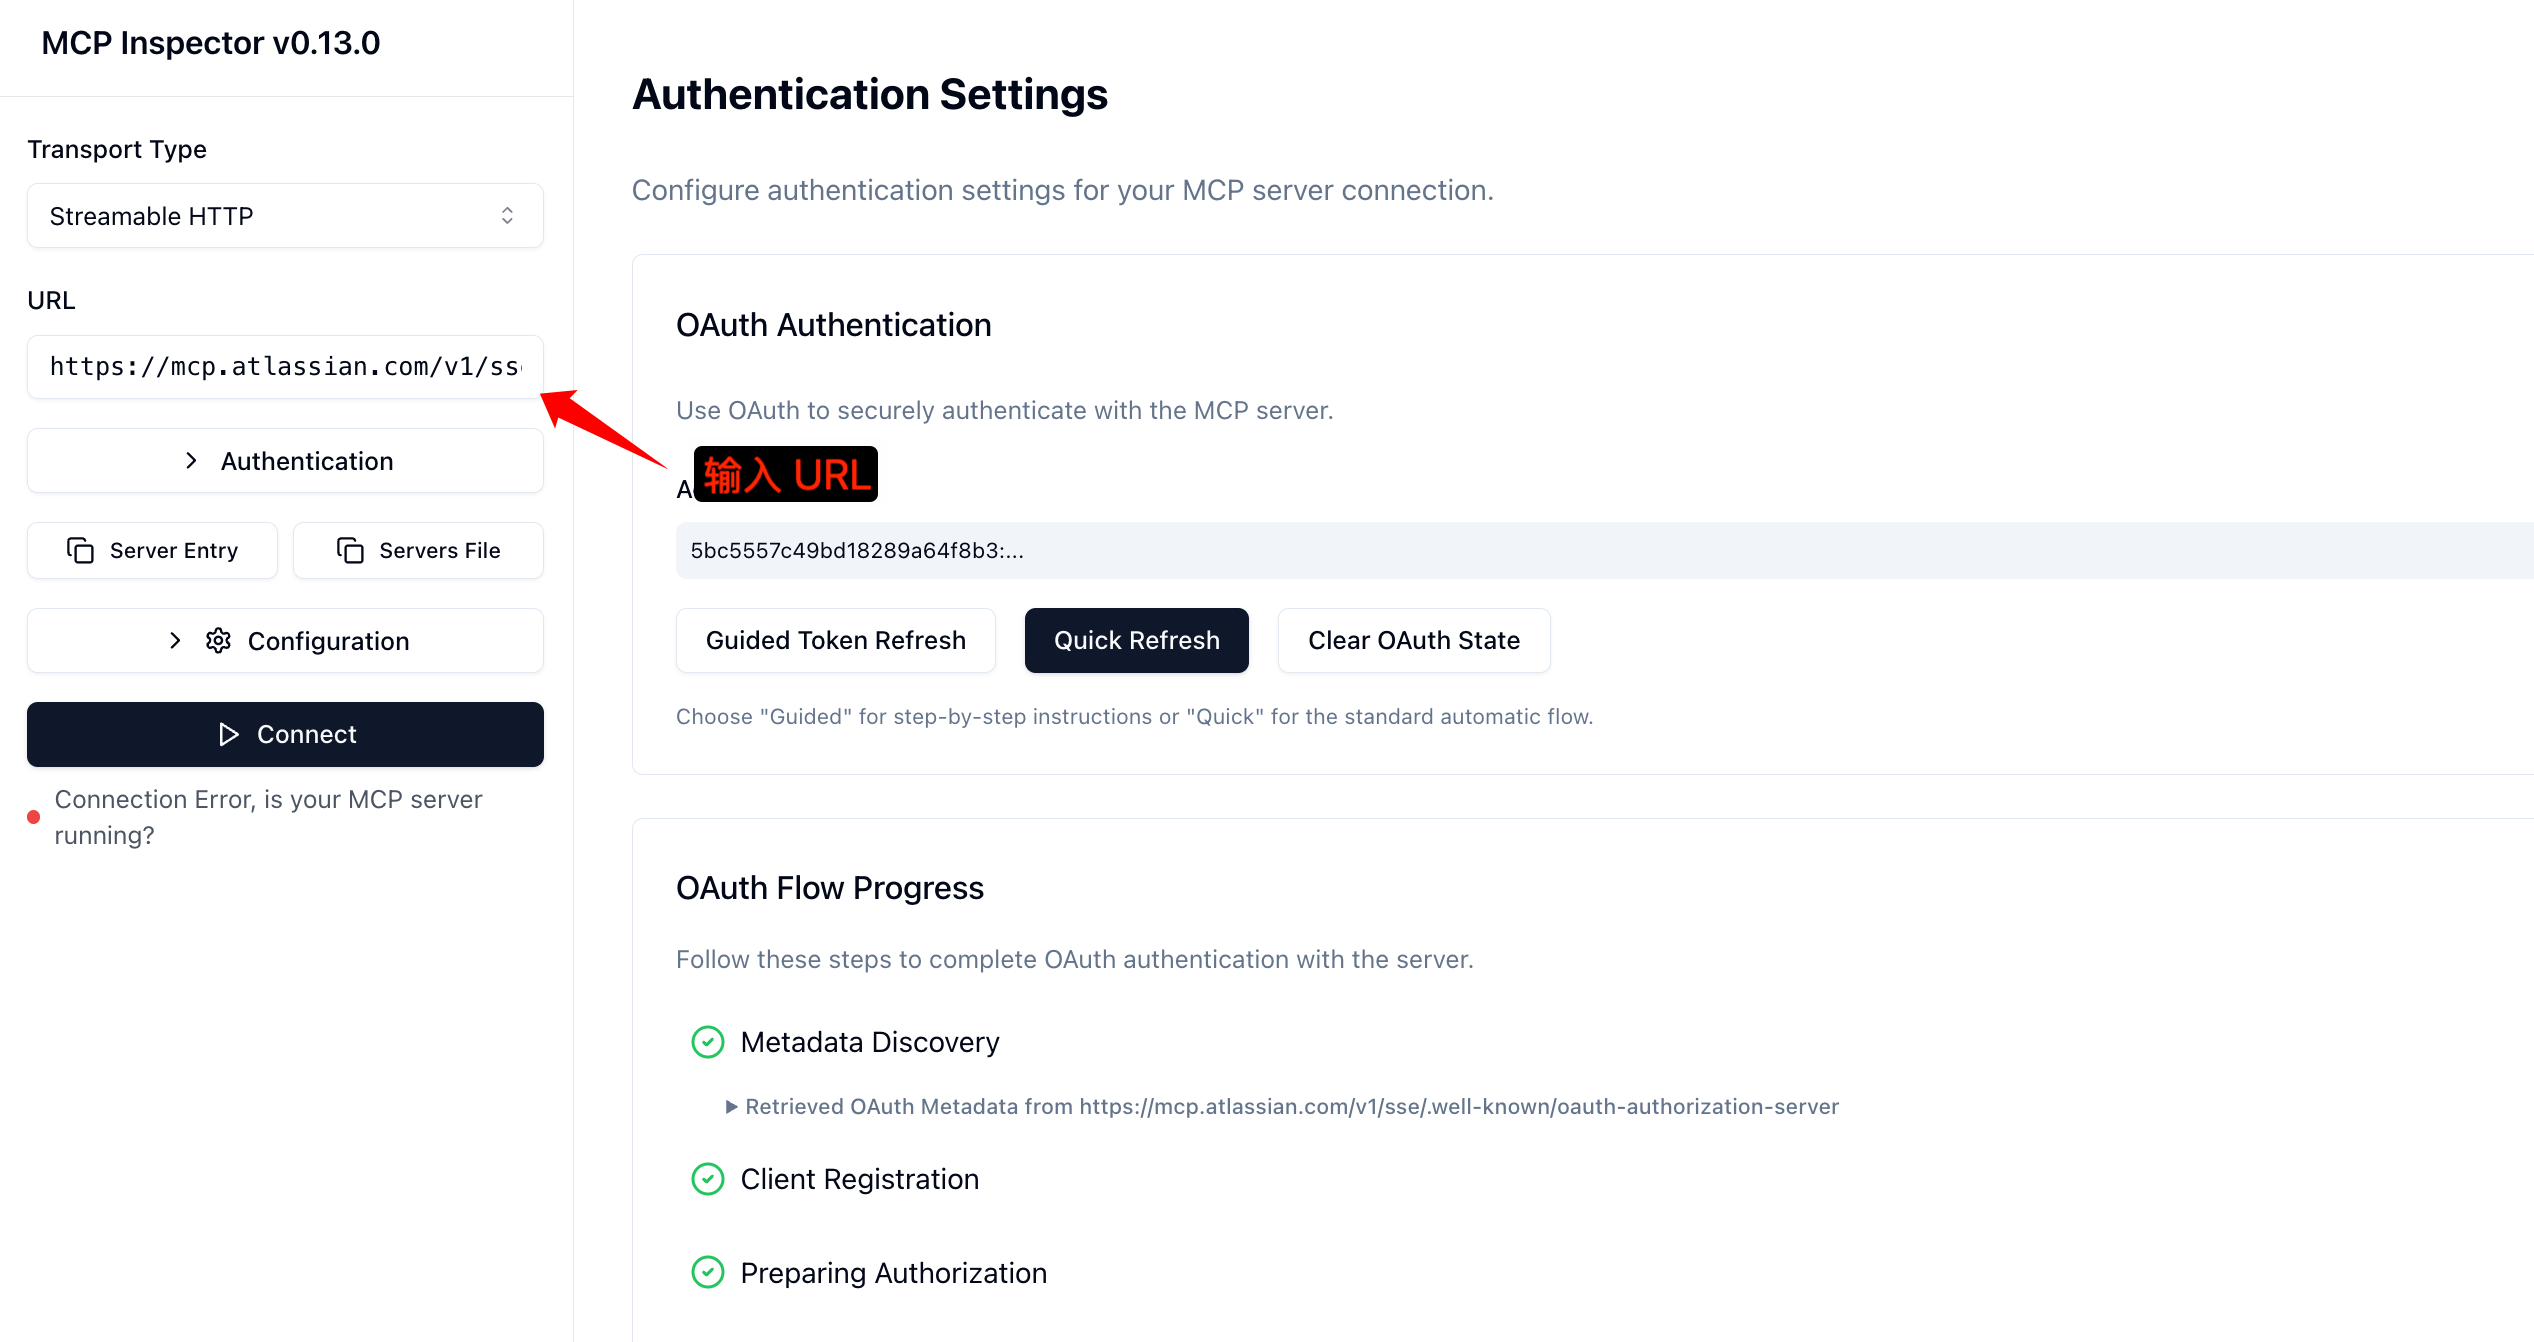 MCP Inspector v0.13.0
Transport Type
Streamable HTTP
URL
https://mcp.atlassian.com/v1/sse
Authentication
Server Entry
Servers File
Configuration
Connect
Connection Error, is your MCP server
running?
Authentication Settings
Configure authentication settings for your MCP server connection.
OAuth Authentication
Use OAuth to securely authenticate with the MCP server.
输入 URL
5bc5557c49bd18289a64f8b3:...
Guided Token Refresh
Quick Refresh
Clear OAuth State
Choose "Guided" for step-by-step instructions or "Quick" for the standard automatic flow.
OAuth Flow Progress
Follow these steps to complete OAuth authentication with the server.
Metadata Discovery
Retrieved OAuth Metadata from https://mcp.atlassian.com/v1/sse/.well-known/oauth-authorization-server
Client Registration
Preparing Authorization